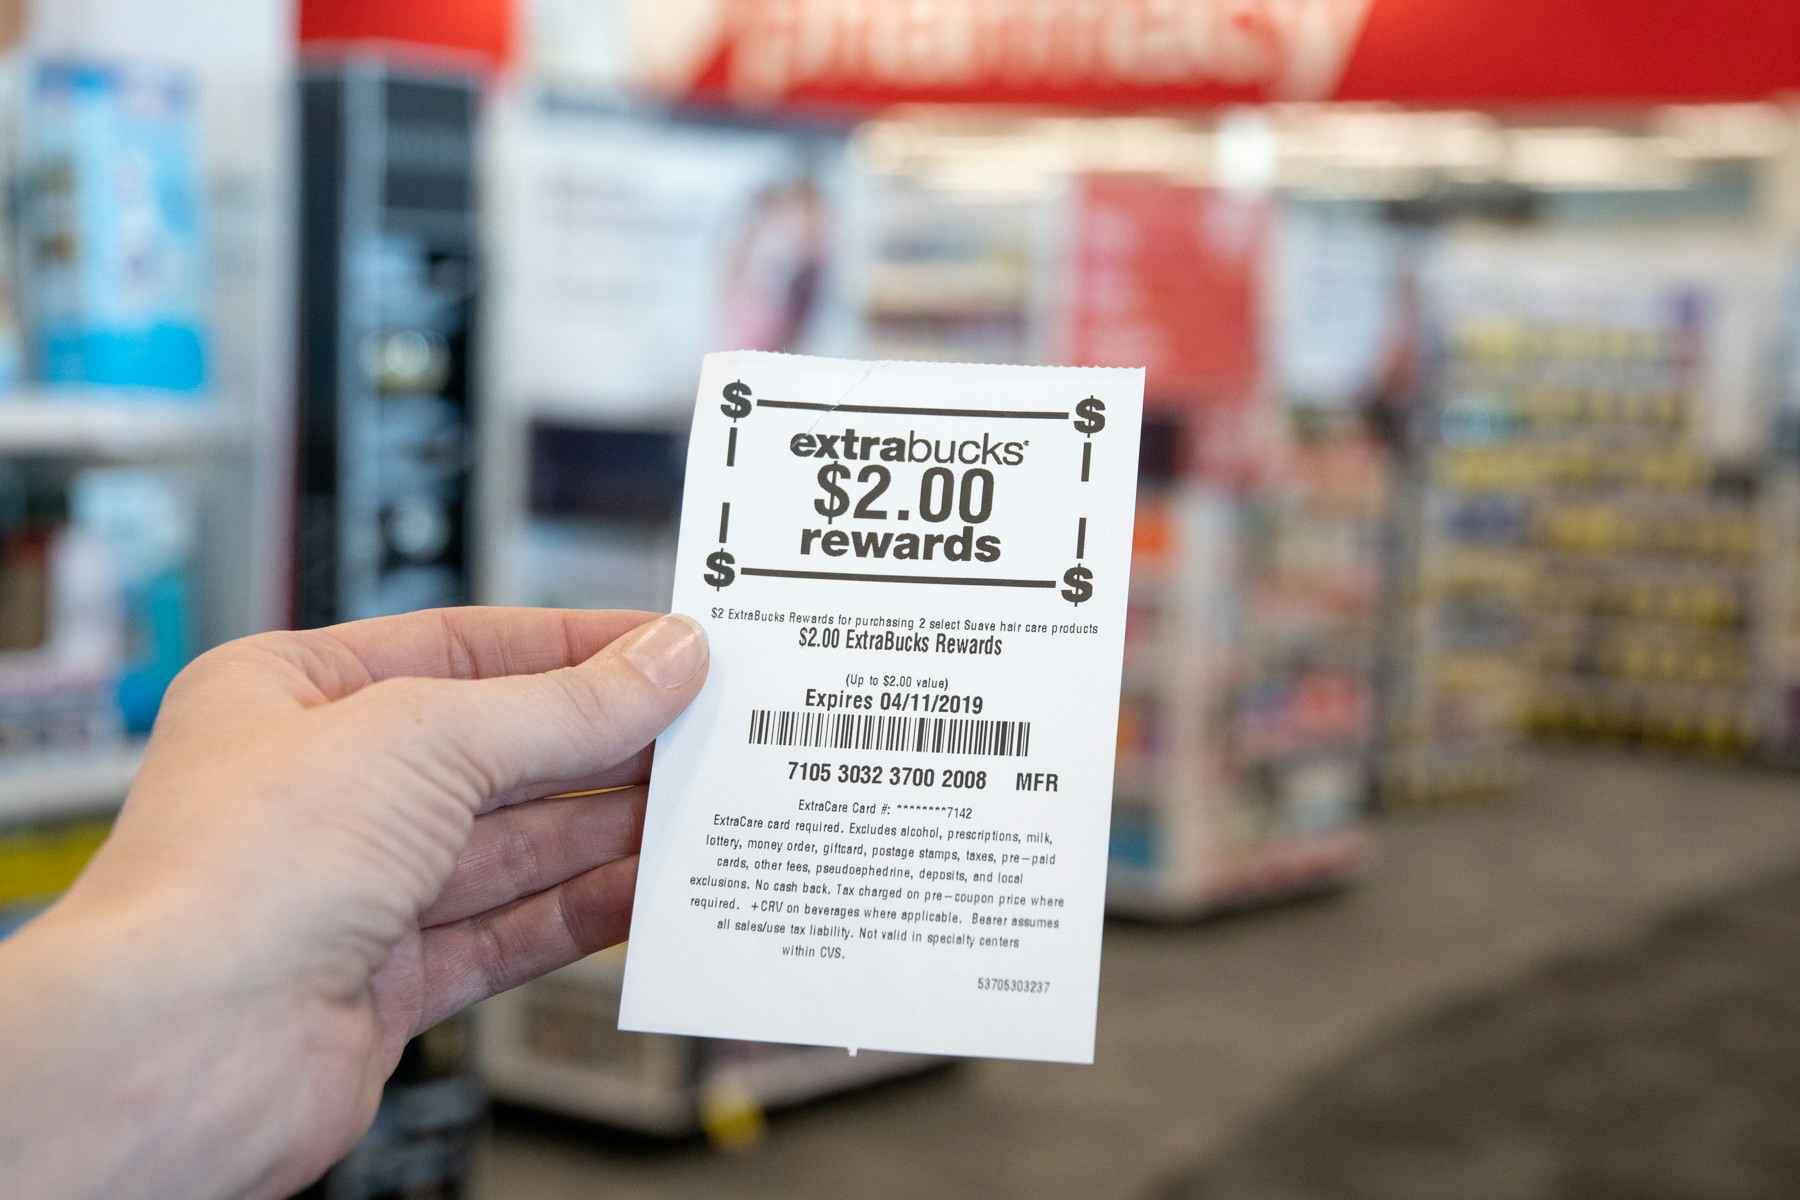 pharmacy
$ $
extrabucks®
$2.00
rewards
$ $
$2 ExtraBucks Rewards for purchasing 2 select Suave hair care products
$2.00 ExtraBucks Rewards
(Up to $2.00 value)
Expires 04/11/2019
7105 3032 3700 2008 MFR
ExtraCare Card #: ********7142
ExtraCare card required. Excludes alcohol, prescriptions, milk,
lottery, money order, giftcard, postage stamps, taxes, pre-paid
cards, other fees, pseudoephedrine, deposits, and local
exclusions. No cash back. Tax charged on pre-coupon price where
required. +CRV on beverages where applicable. Bearer assumes
all sales/use tax liability. Not valid in specialty centers
within CVS.
53705303237